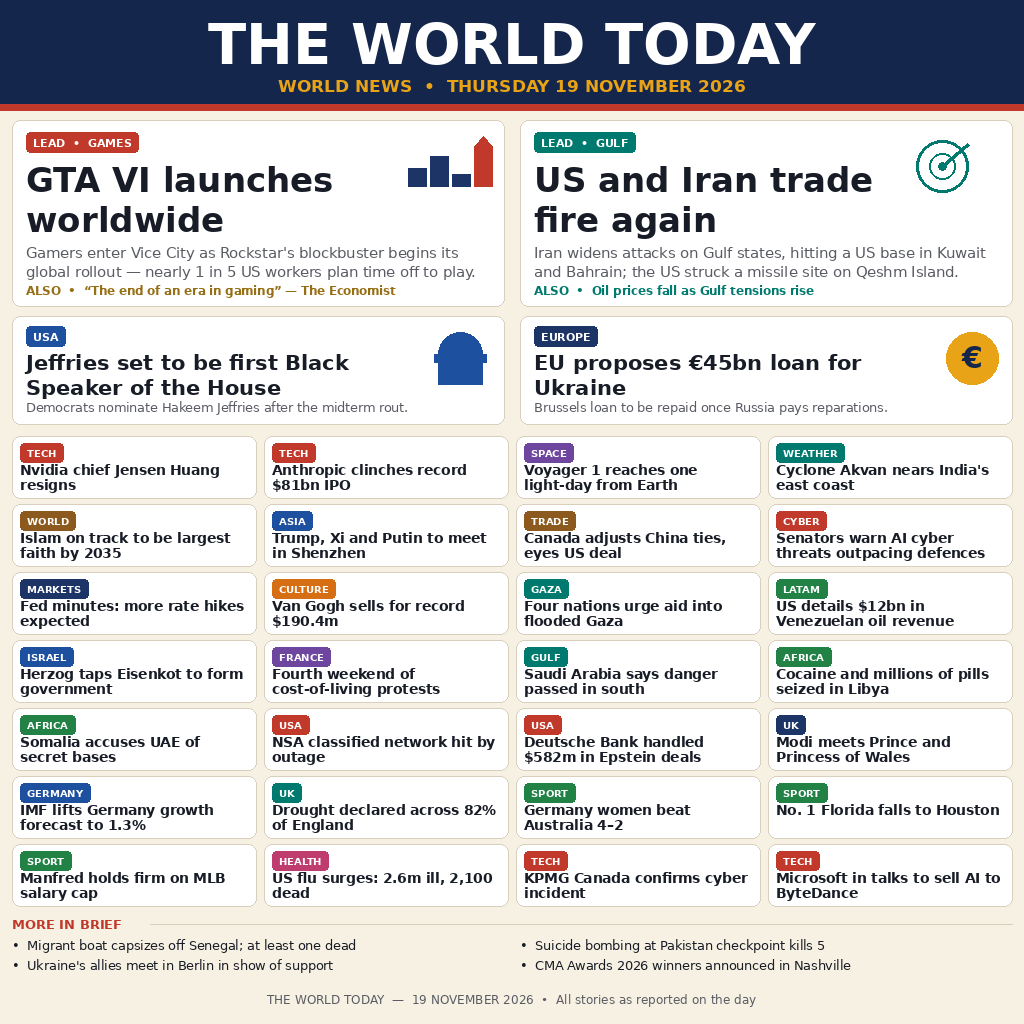 THE WORLD TODAY
WORLD NEWS • THURSDAY 19 NOVEMBER 2026
LEAD • GAMES
GTA VI launches
worldwide
Gamers enter Vice City as Rockstar's blockbuster begins its
global rollout — nearly 1 in 5 US workers plan time off to play.
ALSO • “The end of an era in gaming” — The Economist
LEAD • GULF
US and Iran trade
fire again
Iran widens attacks on Gulf states, hitting a US base in Kuwait
and Bahrain; the US struck a missile site on Qeshm Island.
ALSO • Oil prices fall as Gulf tensions rise
USA
Jeffries set to be first Black
Speaker of the House
Democrats nominate Hakeem Jeffries after the midterm rout.
EUROPE
EU proposes €45bn loan for
Ukraine
Brussels loan to be repaid once Russia pays reparations.
€
TECH
Nvidia chief Jensen Huang
resigns
TECH
Anthropic clinches record
$81bn IPO
SPACE
Voyager 1 reaches one
light-day from Earth
WEATHER
Cyclone Akvan nears India's
east coast
WORLD
Islam on track to be largest
faith by 2035
ASIA
Trump, Xi and Putin to meet
in Shenzhen
TRADE
Canada adjusts China ties,
eyes US deal
CYBER
Senators warn AI cyber
threats outpacing defences
MARKETS
Fed minutes: more rate hikes
expected
CULTURE
Van Gogh sells for record
$190.4m
GAZA
Four nations urge aid into
flooded Gaza
LATAM
US details $12bn in
Venezuelan oil revenue
ISRAEL
Herzog taps Eisenkot to form
government
FRANCE
Fourth weekend of
cost-of-living protests
GULF
Saudi Arabia says danger
passed in south
AFRICA
Cocaine and millions of pills
seized in Libya
AFRICA
Somalia accuses UAE of
secret bases
USA
NSA classified network hit by
outage
USA
Deutsche Bank handled
$582m in Epstein deals
UK
Modi meets Prince and
Princess of Wales
GERMANY
IMF lifts Germany growth
forecast to 1.3%
UK
Drought declared across 82%
of England
SPORT
Germany women beat
Australia 4–2
SPORT
No. 1 Florida falls to Houston
SPORT
Manfred holds firm on MLB
salary cap
HEALTH
US flu surges: 2.6m ill, 2,100
dead
TECH
KPMG Canada confirms cyber
incident
TECH
Microsoft in talks to sell AI to
ByteDance
MORE IN BRIEF
• Migrant boat capsizes off Senegal; at least one dead
• Suicide bombing at Pakistan checkpoint kills 5
• Ukraine's allies meet in Berlin in show of support
• CMA Awards 2026 winners announced in Nashville
THE WORLD TODAY — 19 NOVEMBER 2026 • All stories as reported on the day